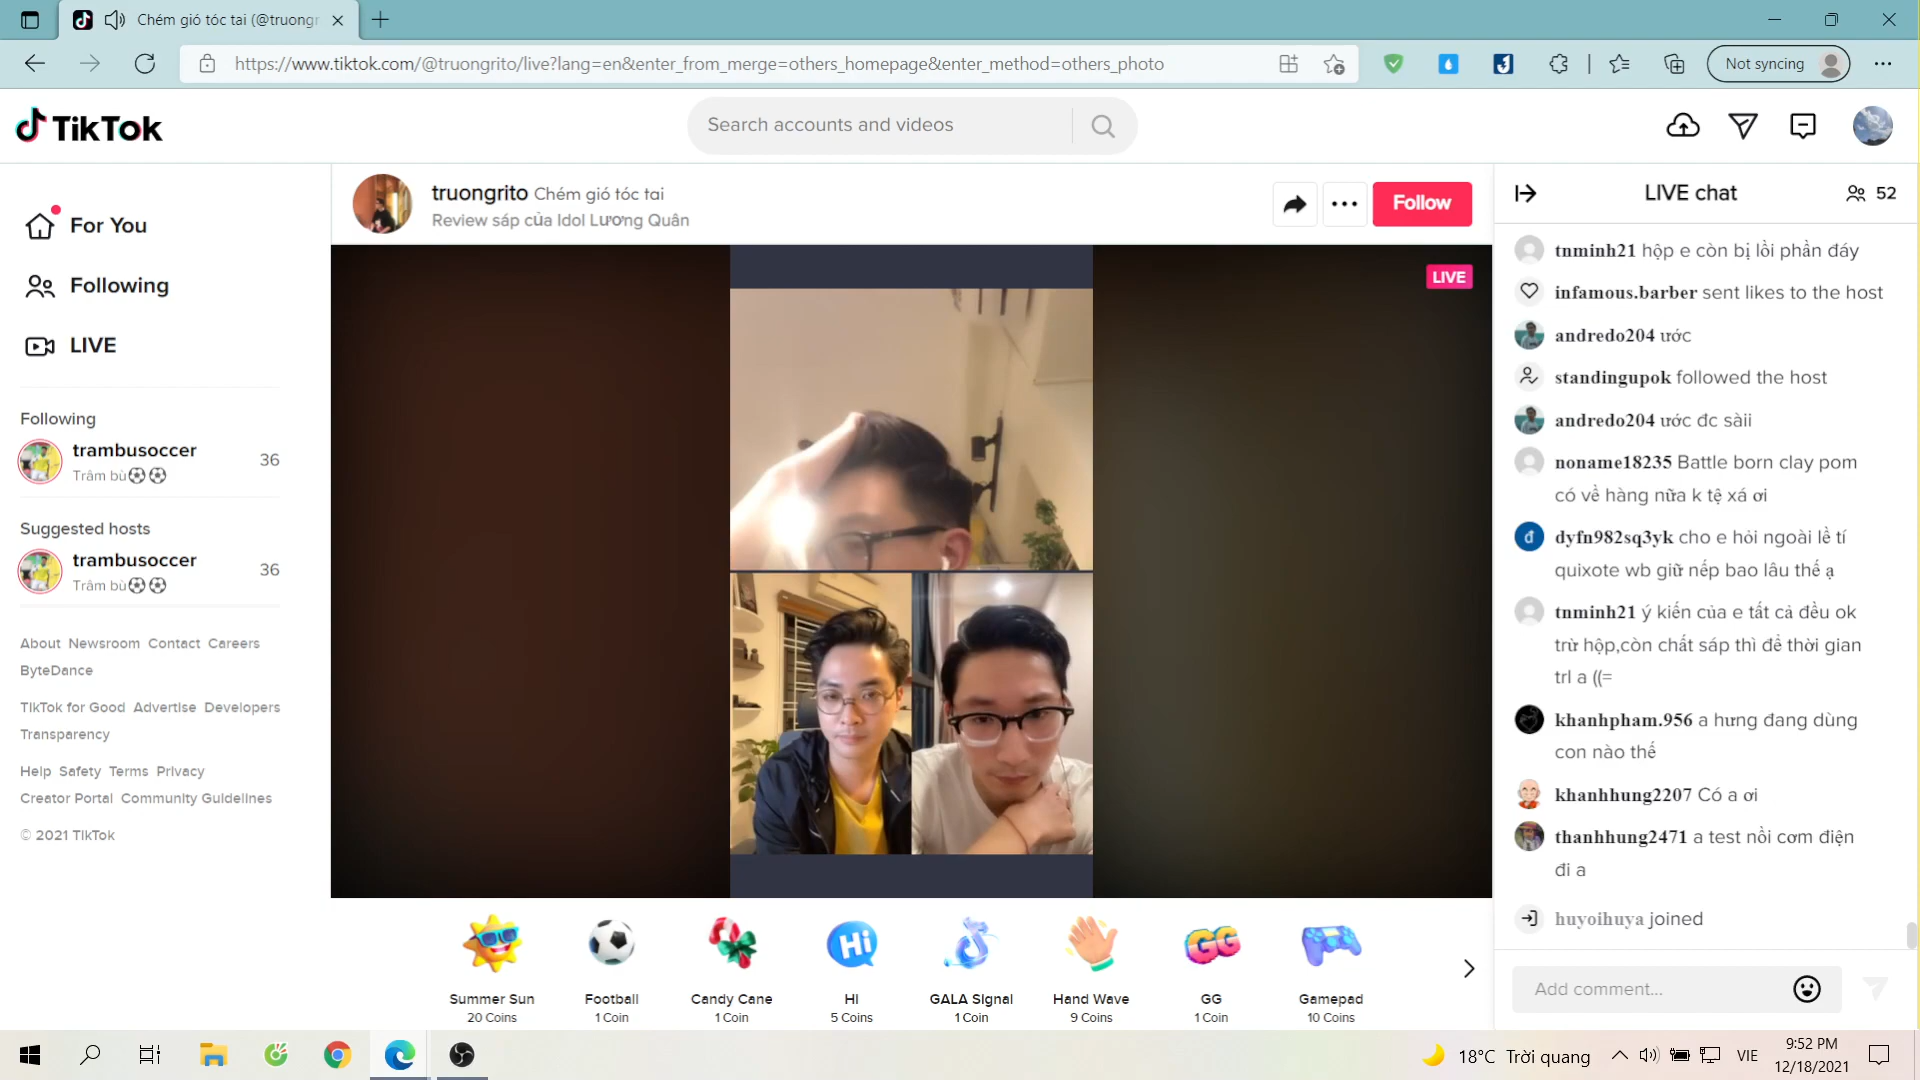 Chém gió tóc tai (@truongr
https://www.tiktok.com/@truongrito/live?lang=en&enter_from_merge=others_homepage&enter_method=others_photo
Not syncing
TikTok
Search accounts and videos
For You
Following
LIVE
Following
trambusoccer
36
Trâm bù⚽⚽
Suggested hosts
trambusoccer
36
Trâm bù⚽⚽
About Newsroom Contact Careers
ByteDance
TikTok for Good Advertise Developers
Transparency
Help Safety Terms Privacy
Creator Portal Community Guidelines
© 2021 TikTok
truongrito Chém gió tóc tai
Review sáp của Idol Lương Quân
Follow
LIVE
Summer Sun
20 Coins
Football
1 Coin
Candy Cane
1 Coin
Hi
Hi
5 Coins
GALA Signal
1 Coin
Hand Wave
9 Coins
GG
GG
1 Coin
Gamepad
10 Coins
LIVE chat
52
tnminh21 hộp e còn bị lồi phần đáy
infamous.barber sent likes to the host
andredo204 ước
standingupok followed the host
andredo204 ước đc sàii
noname18235 Battle born clay pom
có về hàng nữa k tệ xá ơi
đ
dyfn982sq3yk cho e hỏi ngoài lề tí
quixote wb giữ nếp bao lâu thế ạ
tnminh21 ý kiến của e tất cả đều ok
trừ hộp,còn chất sáp thì để thời gian
trl a ((=
khanhpham.956 a hưng đang dùng
con nào thế
khanhhung2207 Có a ơi
thanhhung2471 a test nồi cơm điện
đi a
huyoihuya joined
Add comment...
18°C Trời quang
VIE
9:52 PM
12/18/2021